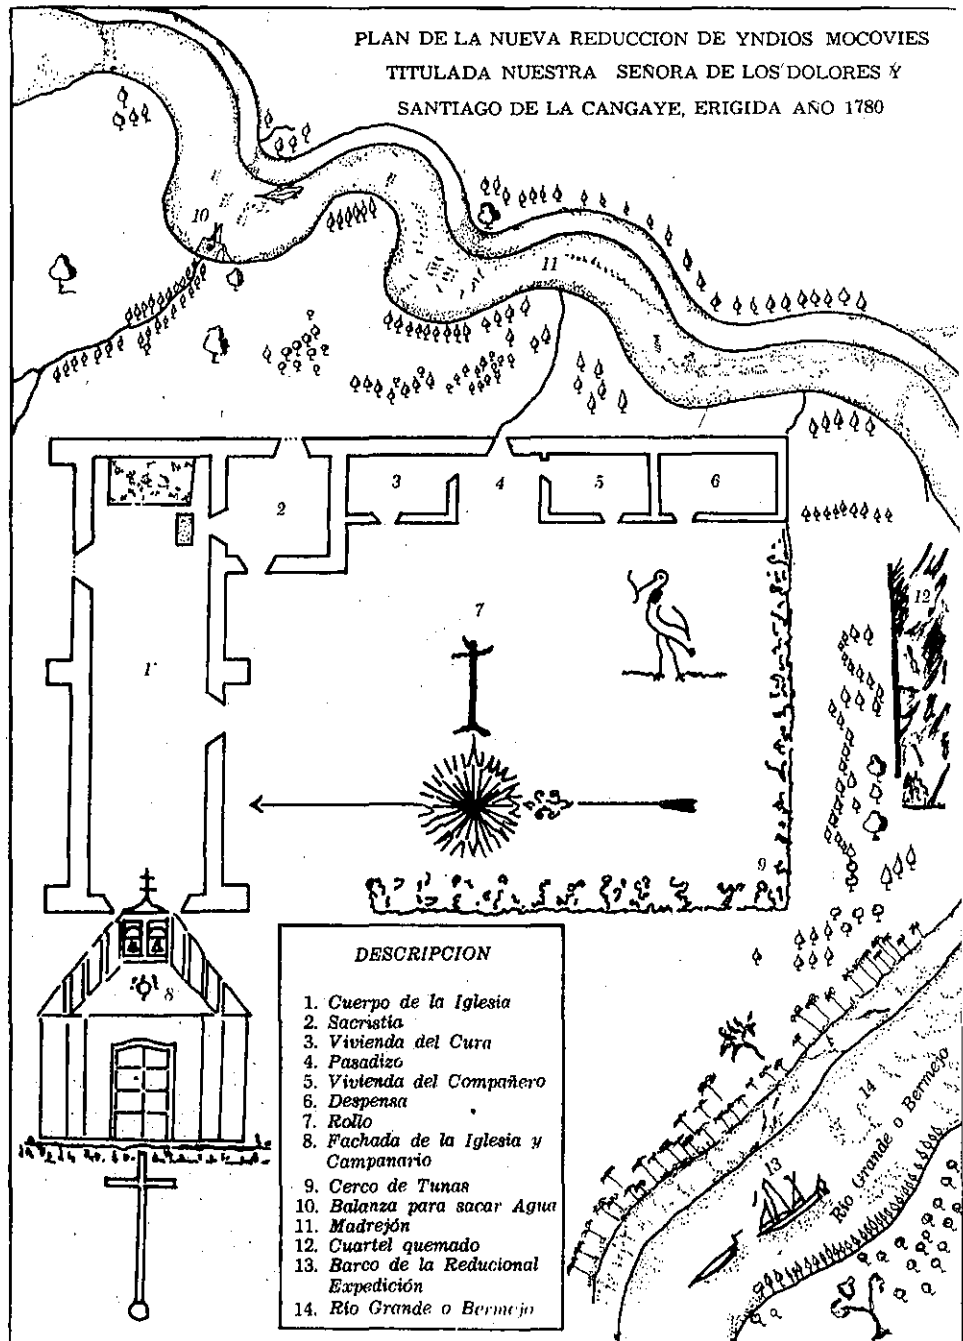 PLAN DE LA NUEVA REDUCCION DE YNDIOS MOCOVIES
TITULADA NUESTRA SEÑORA DE LOS DOLORES Y
SANTIAGO DE LA CANGAYE, ERIGIDA AÑO 1780
10
11
2
3
4
5
6
12
7
1
9
8
DESCRIPCION
1. Cuerpo de la Iglesia
2. Sacristia
3. Vivienda del Cura
4. Pasadizo
5. Vivienda del Compañero
6. Despensa
7. Rollo
8. Fachada de la Iglesia y
Campanario
9. Cerco de Tunas
10. Balanza para sacar Agua
11. Madrejón
12. Cuartel quemado
13. Barco de la Reducional
Expedición
14. Río Grande o Bermejo
14
13
Río Grande o Bermejo